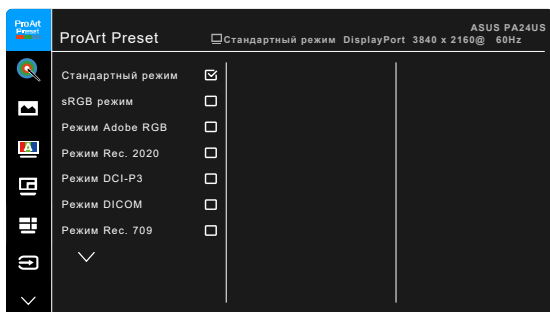 ProArt
Preset
ProArt Preset
ASUS PA24US
Стандартный режим DisplayPort 3840 x 2160@ 60Hz
Стандартный режим
sRGB режим
Режим Adobe RGB
Режим Rec. 2020
Режим DCI-P3
Режим DICOM
Режим Rec. 709
A